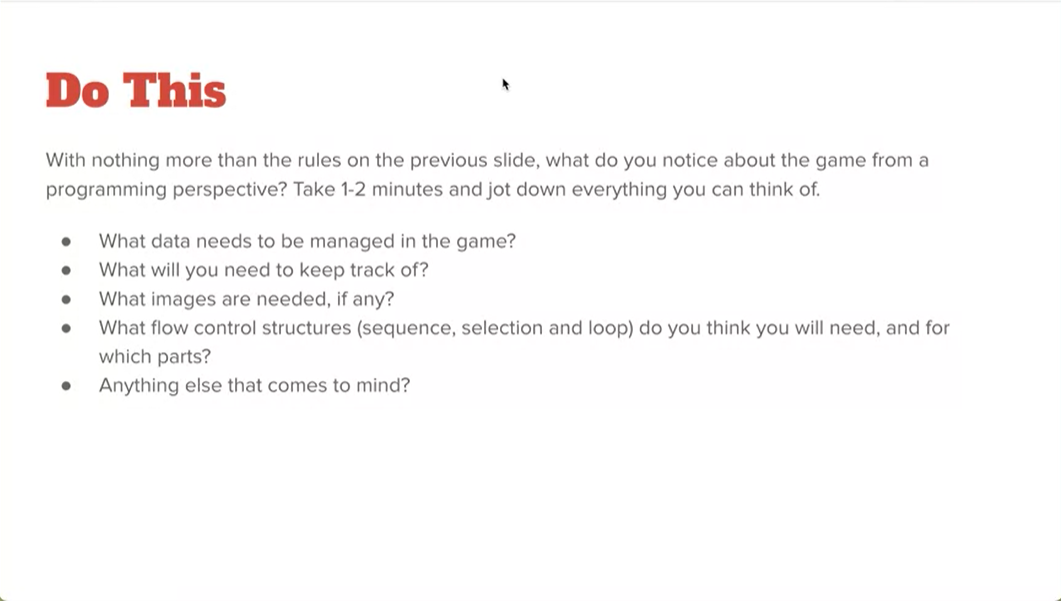 Do This
With nothing more than the rules on the previous slide, what do you notice about the game from a
programming perspective? Take 1-2 minutes and jot down everything you can think of.
● What data needs to be managed in the game?
● What will you need to keep track of?
● What images are needed, if any?
● What flow control structures (sequence, selection and loop) do you think you will need, and for
which parts?
● Anything else that comes to mind?